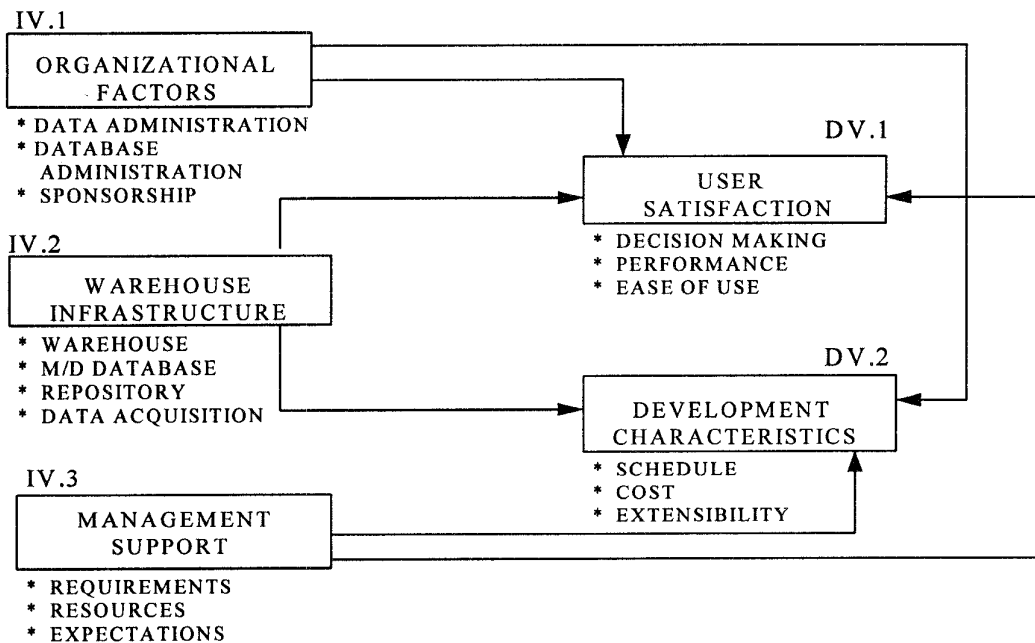 IV.1
ORGANIZATIONAL
FACTORS
* DATA ADMINISTRATION
* DATABASE
ADMINISTRATION
* SPONSORSHIP
IV.2
WAREHOUSE
INFRASTRUCTURE
* WAREHOUSE
* M/D DATABASE
* REPOSITORY
* DATA ACQUISITION
IV.3
MANAGEMENT
SUPPORT
* REQUIREMENTS
* RESOURCES
* EXPECTATIONS
DV.1
USER
SATISFACTION
* DECISION MAKING
* PERFORMANCE
* EASE OF USE
DV.2
DEVELOPMENT
CHARACTERISTICS
* SCHEDULE
* COST
* EXTENSIBILITY